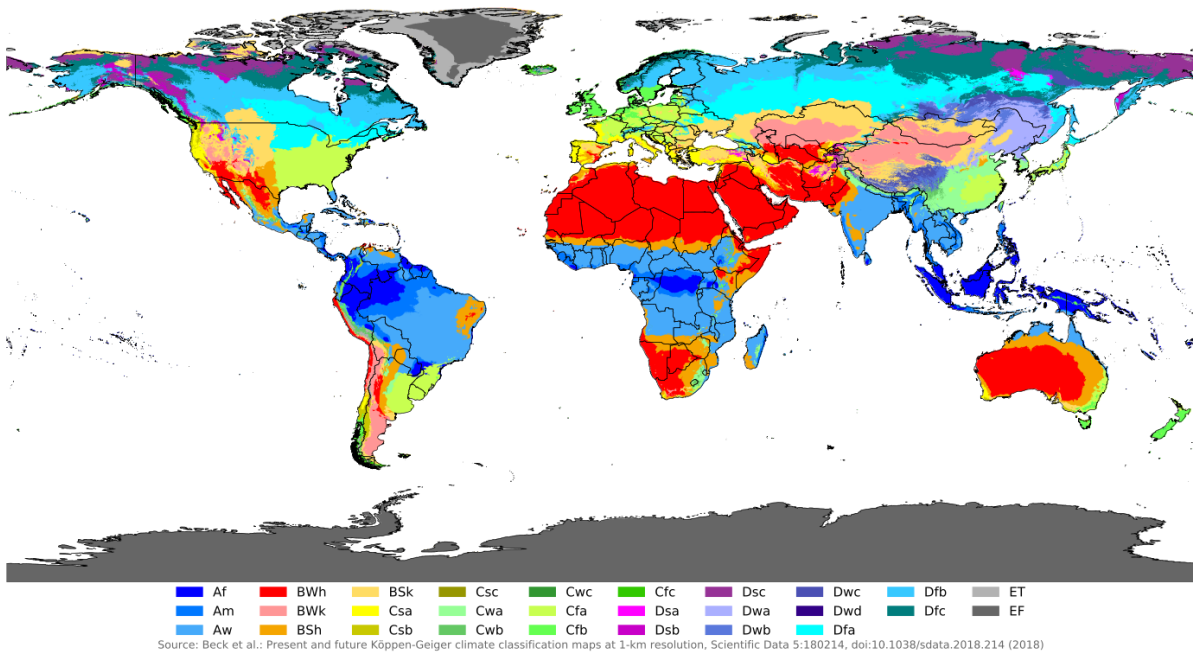 Af BWh BSk Csc Cwc Cfc Dsc Dwc Dfb ET
Am BWk Csa Cwa Cfa Dsa Dwa Dwd Dfc EF
Aw BSh Csb Cwb Cfb Dsb Dwb Dfa
Source: Beck et al.: Present and future Köppen-Geiger climate classification maps at 1-km resolution, Scientific Data 5:180214, doi:10.1038/sdata.2018.214 (2018)